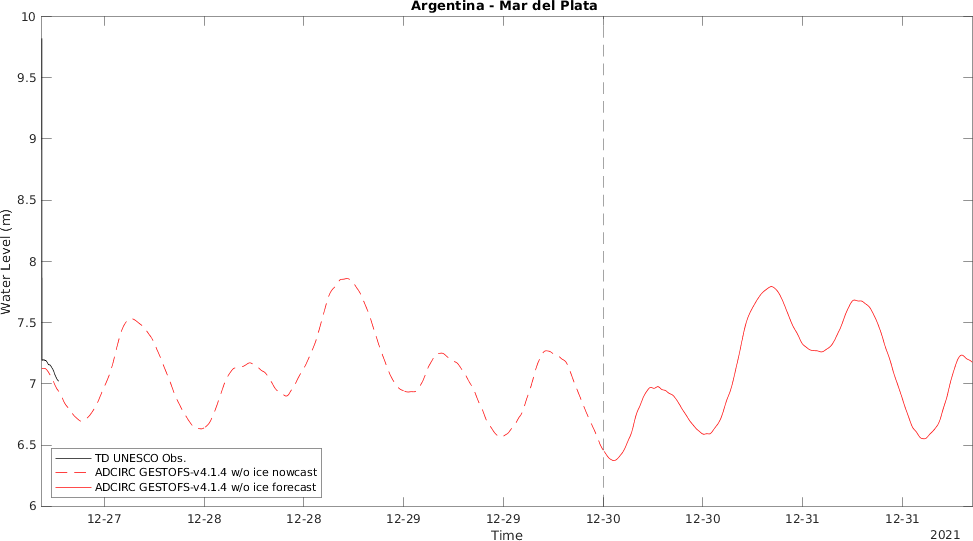 Argentina - Mar del Plata
10
9.5
9
8.5
8
7.5
7
6.5
6
Water Level (m)
TD UNESCO Obs.
ADCIRC GESTOFS-v4.1.4 w/o ice nowcast
ADCIRC GESTOFS-v4.1.4 w/o ice forecast
12-27 12-28 12-28 12-29 12-29 12-30 12-30 12-31 12-31
Time
2021